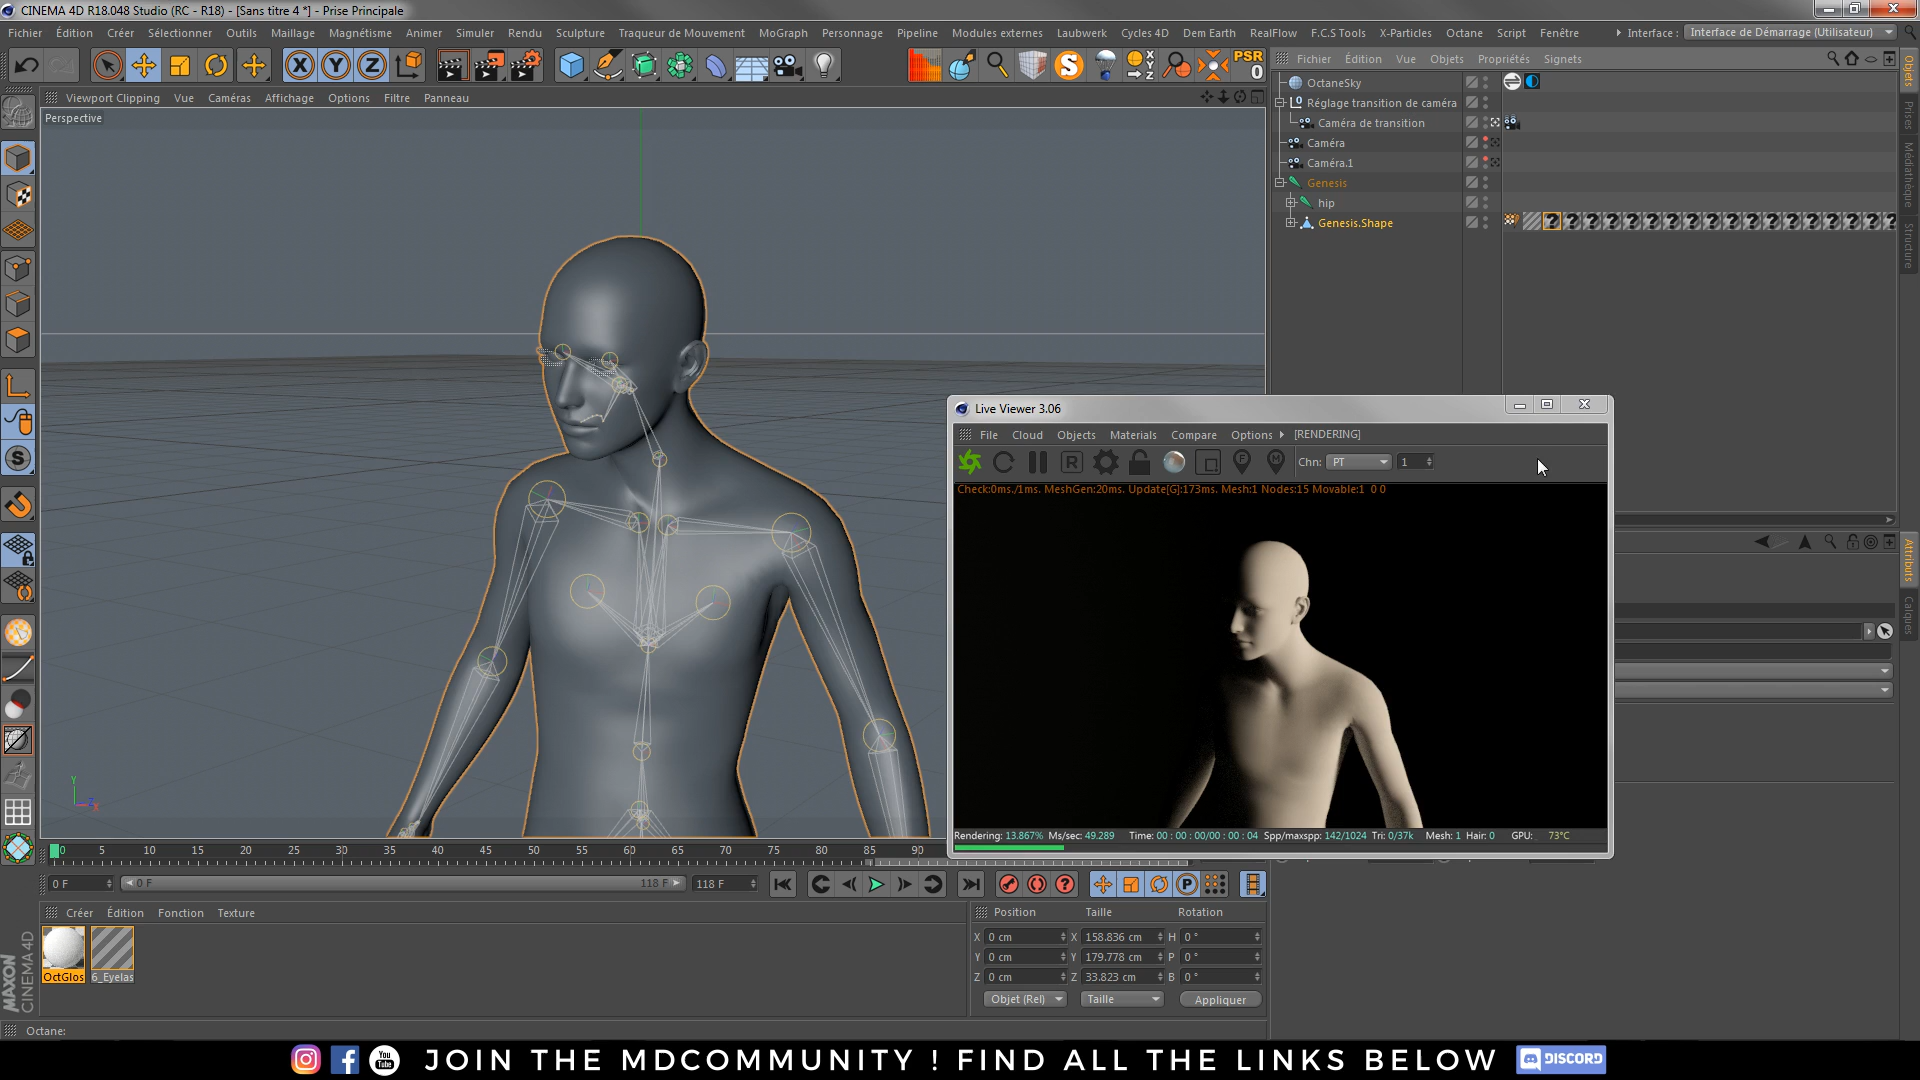 CINEMA 4D R18.048 Studio (RC - R18) - [Sans titre 4 *] - Prise Principale
Fichier Édition Créer Sélectionner Outils Maillage Magnétisme Animer Simuler Rendu Sculpture Traqueur de Mouvement MoGraph Personnage Pipeline Modules externes Laubwerk Cycles 4D Dem Earth RealFlow F.C.S Tools X-Particles Octane Script Fenêtre Interface : Interface de Démarrage (Utilisateur)
X Y Z S X Y Z PSR 0
Viewport Clipping Vue Caméras Affichage Options Filtre Panneau
Perspective
Fichier Édition Vue Objets Propriétés Signets
OctaneSky
Réglage transition de caméra
Caméra de transition
Caméra
Caméra.1
Genesis
hip
Genesis.Shape
Objets
Prises
Médiathèque
Structure
Attributs
Calques
Live Viewer 3.06
File Cloud Objects Materials Compare Options [RENDERING]
R F M Chn: PT 1
Check:0ms./1ms. MeshGen:20ms. Update[G]:173ms. Mesh:1 Nodes:15 Movable:1 0 0
Rendering: 13.867% Ms/sec: 49.289 Time: 00 : 00 : 00/00 : 00 : 04 Spp/maxspp: 142/1024 Tri: 0/37k Mesh: 1 Hair: 0 GPU: 73°C
S
Y
Z X
0 5 10 15 20 25 30 35 40 45 50 55 60 65 70 75 80 85 90
0 F 0 F 118 F 118 F P
Créer Édition Fonction Texture
OctGlos 6_Eyelas
Position Taille Rotation
X 0 cm X 158.836 cm H 0 °
Y 0 cm Y 179.778 cm P 0 °
Z 0 cm Z 33.823 cm B 0 °
Objet (Rel) Taille Appliquer
MAXON
CINEMA 4D
Octane:
You Tube JOIN THE MDCOMMUNITY ! FIND ALL THE LINKS BELOW DISCORD